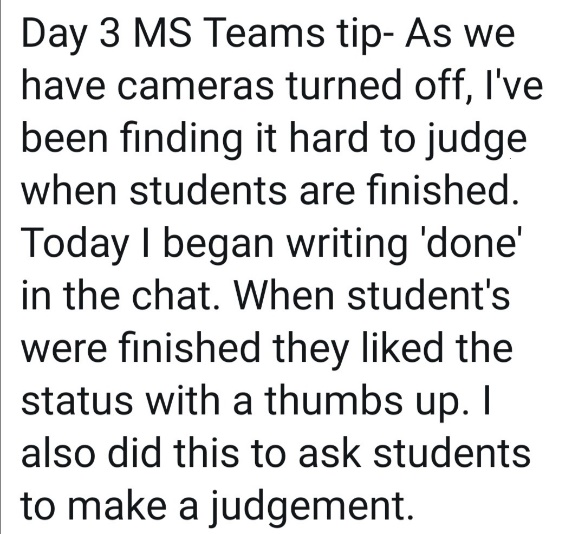 Day 3 MS Teams tip- As we
have cameras turned off, I've
been finding it hard to judge
when students are finished.
Today I began writing 'done'
in the chat. When student's
were finished they liked the
status with a thumbs up. I
also did this to ask students
to make a judgement.